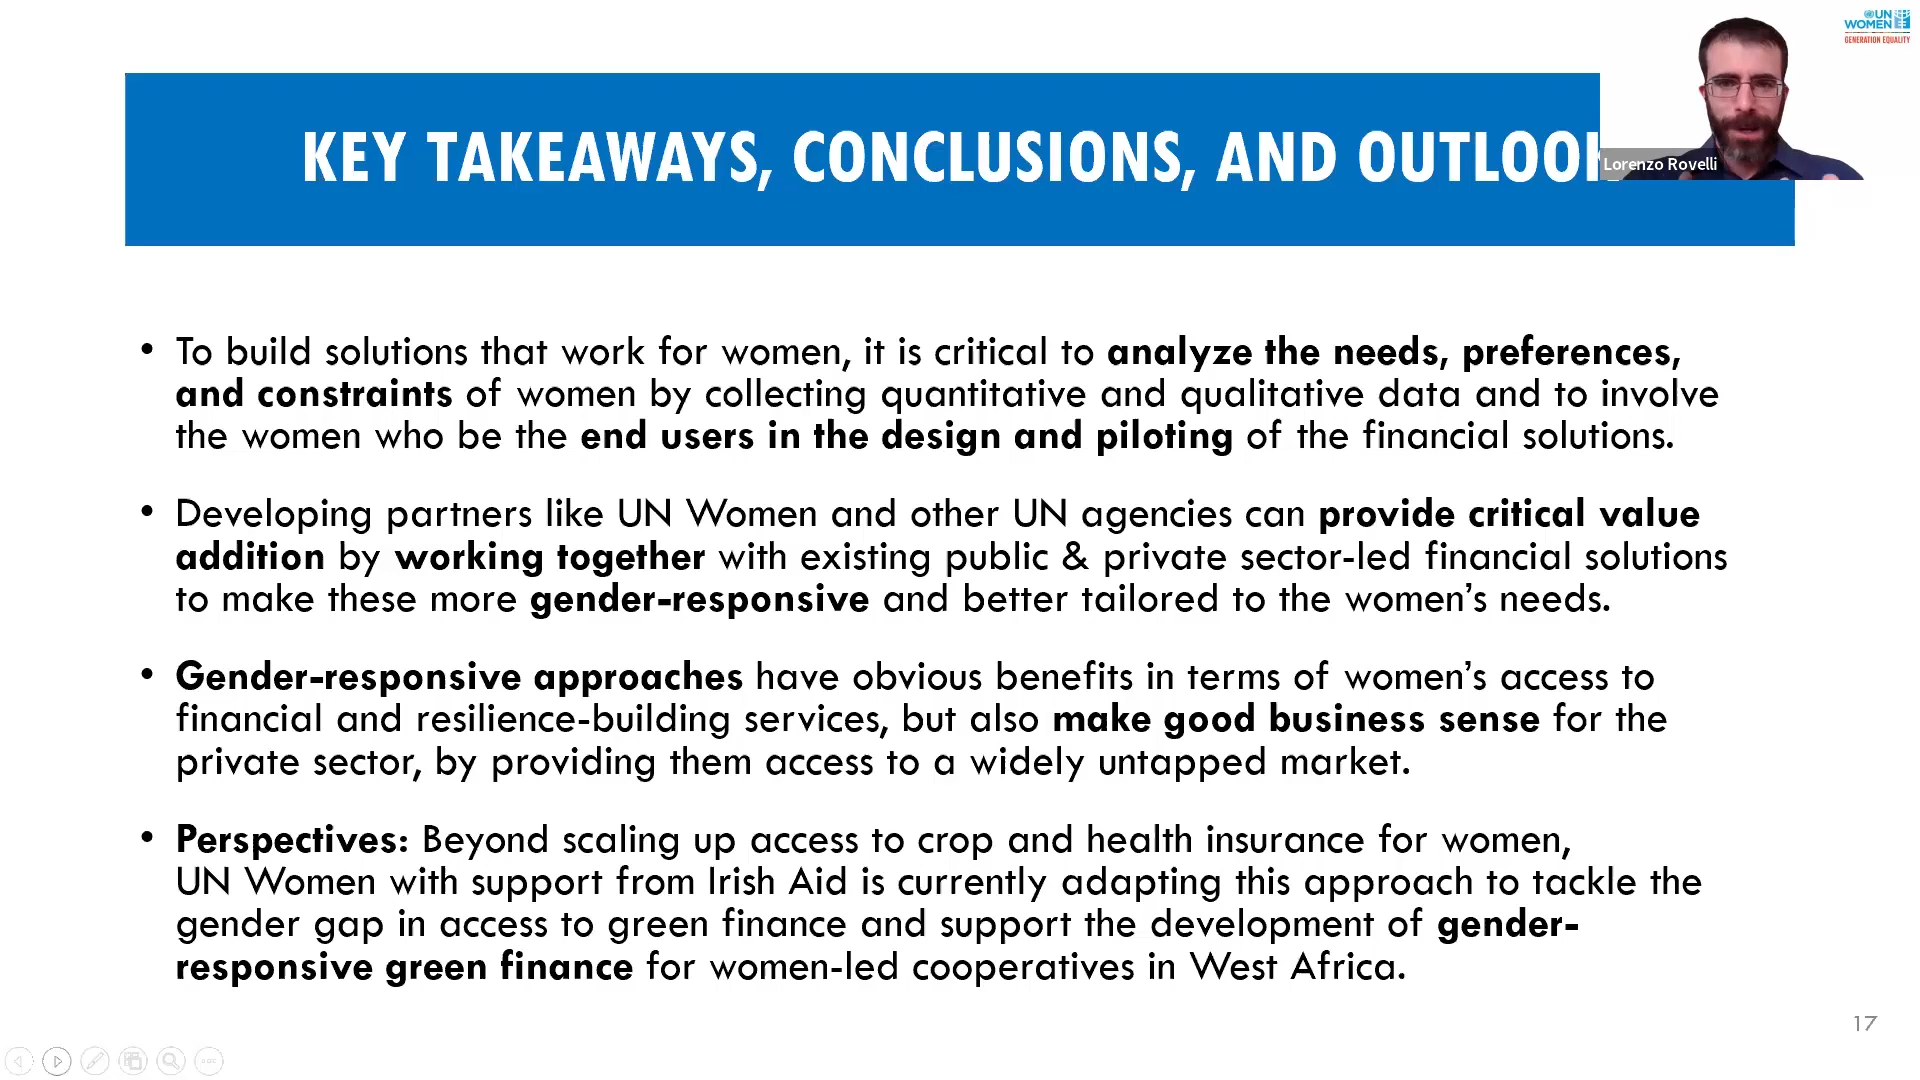 UN
WOMEN
GENERATION EQUALITY
KEY TAKEAWAYS, CONCLUSIONS, AND OUTLOOK
Lorenzo Rovelli
• To build solutions that work for women, it is critical to analyze the needs, preferences,
and constraints of women by collecting quantitative and qualitative data and to involve
the women who be the end users in the design and piloting of the financial solutions.
• Developing partners like UN Women and other UN agencies can provide critical value
addition by working together with existing public & private sector-led financial solutions
to make these more gender-responsive and better tailored to the women’s needs.
• Gender-responsive approaches have obvious benefits in terms of women’s access to
financial and resilience-building services, but also make good business sense for the
private sector, by providing them access to a widely untapped market.
• Perspectives: Beyond scaling up access to crop and health insurance for women,
UN Women with support from Irish Aid is currently adapting this approach to tackle the
gender gap in access to green finance and support the development of gender-
responsive green finance for women-led cooperatives in West Africa.
17